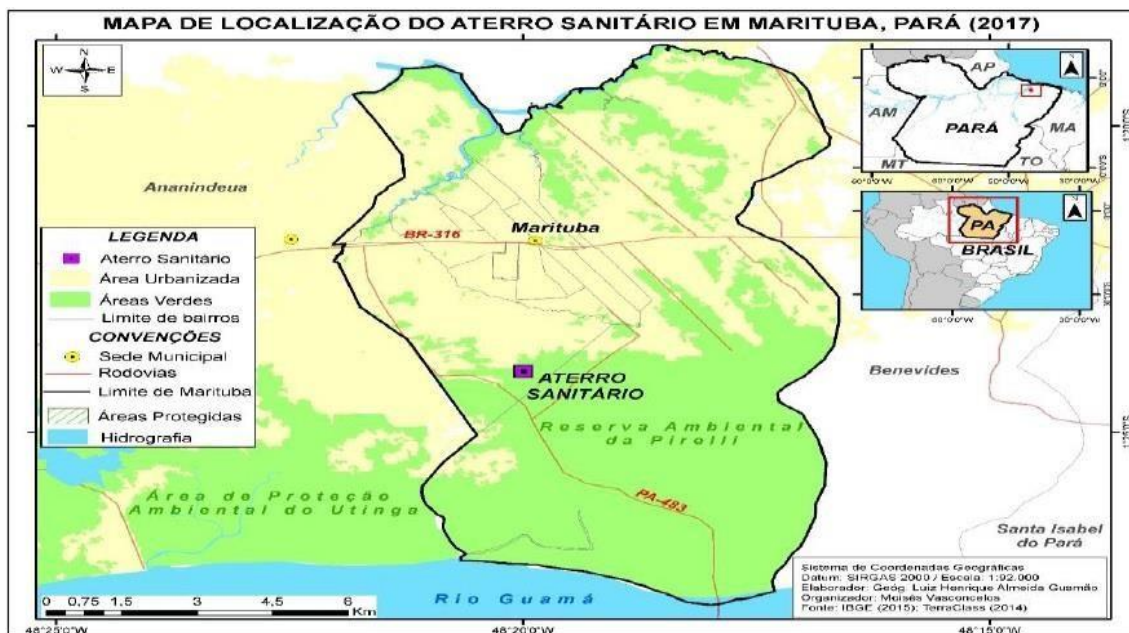 MAPA DE LOCALIZAÇÃO DO ATERRO SANITÁRIO EM MARITUBA, PARÁ (2017)
N
W E
S
Ananindeua
LEGENDA
Aterro Sanitário
Área Urbanizada
Áreas Verdes
Limite de bairros
CONVENÇÕES
Sede Municipal
Rodovias
Limite de Marituba
Áreas Protegidas
Hidrografia
BR-316
Marituba
ATERRO
SANITÁRIO
Reserva Ambiental
da Pirelli
Área de Proteção
Ambiental do Utinga
PA-483
Rio Guamá
Benevides
Santa Isabel
do Pará
AP
AM
PARÁ
MA
MT
TO
PA
BRASIL
0 0,75 1,5 3 4,5 6
Km
48°25'0"W 48°20'0"W 48°15'0"W
Sistema de Coordenadas Geográficas
Datum: SIRGAS 2000 / Escala: 1:92.000
Elaborador: Geóg. Luiz Henrique Almeida Gusmão
Organizador: Moisés Vasconcelos
Fonte: IBGE (2015); TerraClass (2014)